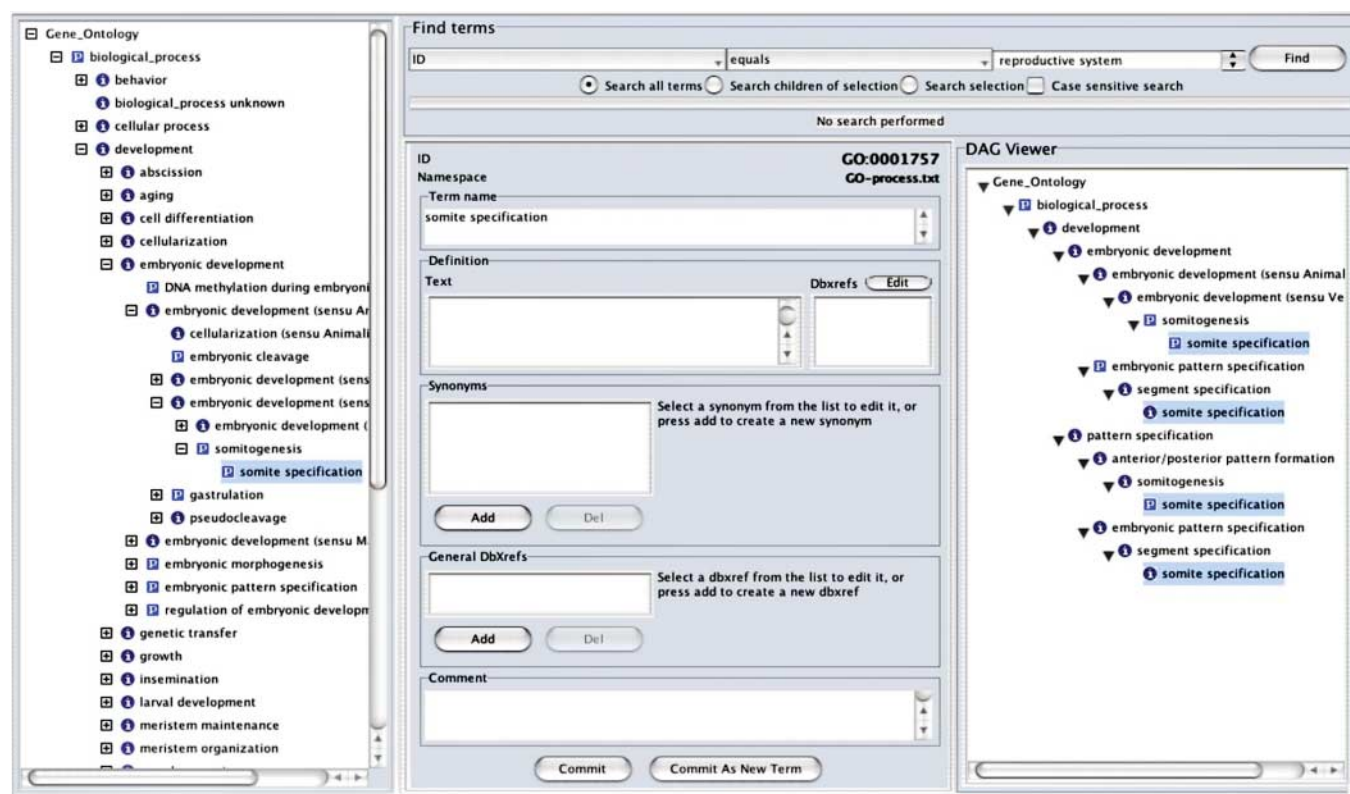 Gene_Ontology
biological_process
behavior
biological_process unknown
cellular process
development
abscission
aging
cell differentiation
cellularization
embryonic development
DNA methylation during embryoni
embryonic development (sensu Ar
cellularization (sensu Animali
embryonic cleavage
embryonic development (sens
embryonic development (sens
embryonic development (
somitogenesis
somite specification
gastrulation
pseudocleavage
embryonic development (sensu M
embryonic morphogenesis
embryonic pattern specification
regulation of embryonic developm
genetic transfer
growth
insemination
larval development
meristem maintenance
meristem organization
Find terms
ID equals reproductive system Find
Search all terms Search children of selection Search selection Case sensitive search
No search performed
ID GO:0001757
Namespace GO-process.txt
Term name
somite specification
Definition
Text Dbxrefs Edit
Synonyms
Select a synonym from the list to edit it, or
press add to create a new synonym
Add Del
General DbXrefs
Select a dbxref from the list to edit it, or
press add to create a new dbxref
Add Del
Comment
Commit Commit As New Term
DAG Viewer
Gene_Ontology
biological_process
development
embryonic development
embryonic development (sensu Animal
embryonic development (sensu Ve
somitogenesis
somite specification
embryonic pattern specification
segment specification
somite specification
pattern specification
anterior/posterior pattern formation
somitogenesis
somite specification
embryonic pattern specification
segment specification
somite specification